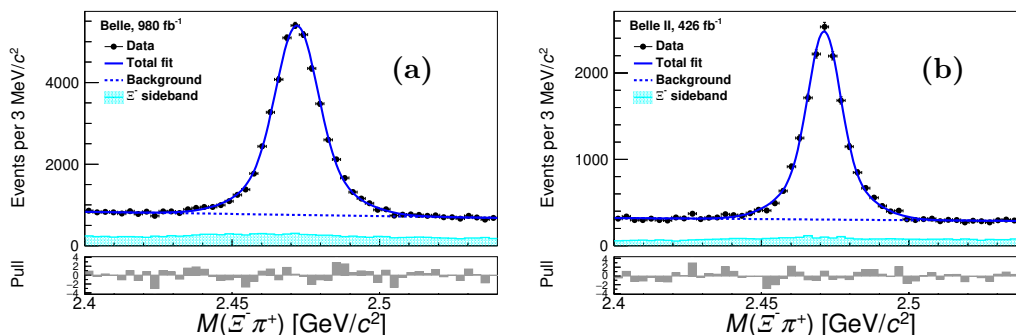 Belle, 980 fb⁻¹
Data
Total fit
Background
Ξ⁻ sideband
(a)
Events per 3 MeV/c²
4000
2000
0
Pull
4
2
0
−2
−4
2.4
2.45
2.5
M(Ξ⁻π⁺) [GeV/c²]
Belle II, 426 fb⁻¹
Data
Total fit
Background
Ξ⁻ sideband
(b)
Events per 3 MeV/c²
2000
1000
0
Pull
4
2
0
−2
−4
2.4
2.45
2.5
M(Ξ⁻π⁺) [GeV/c²]